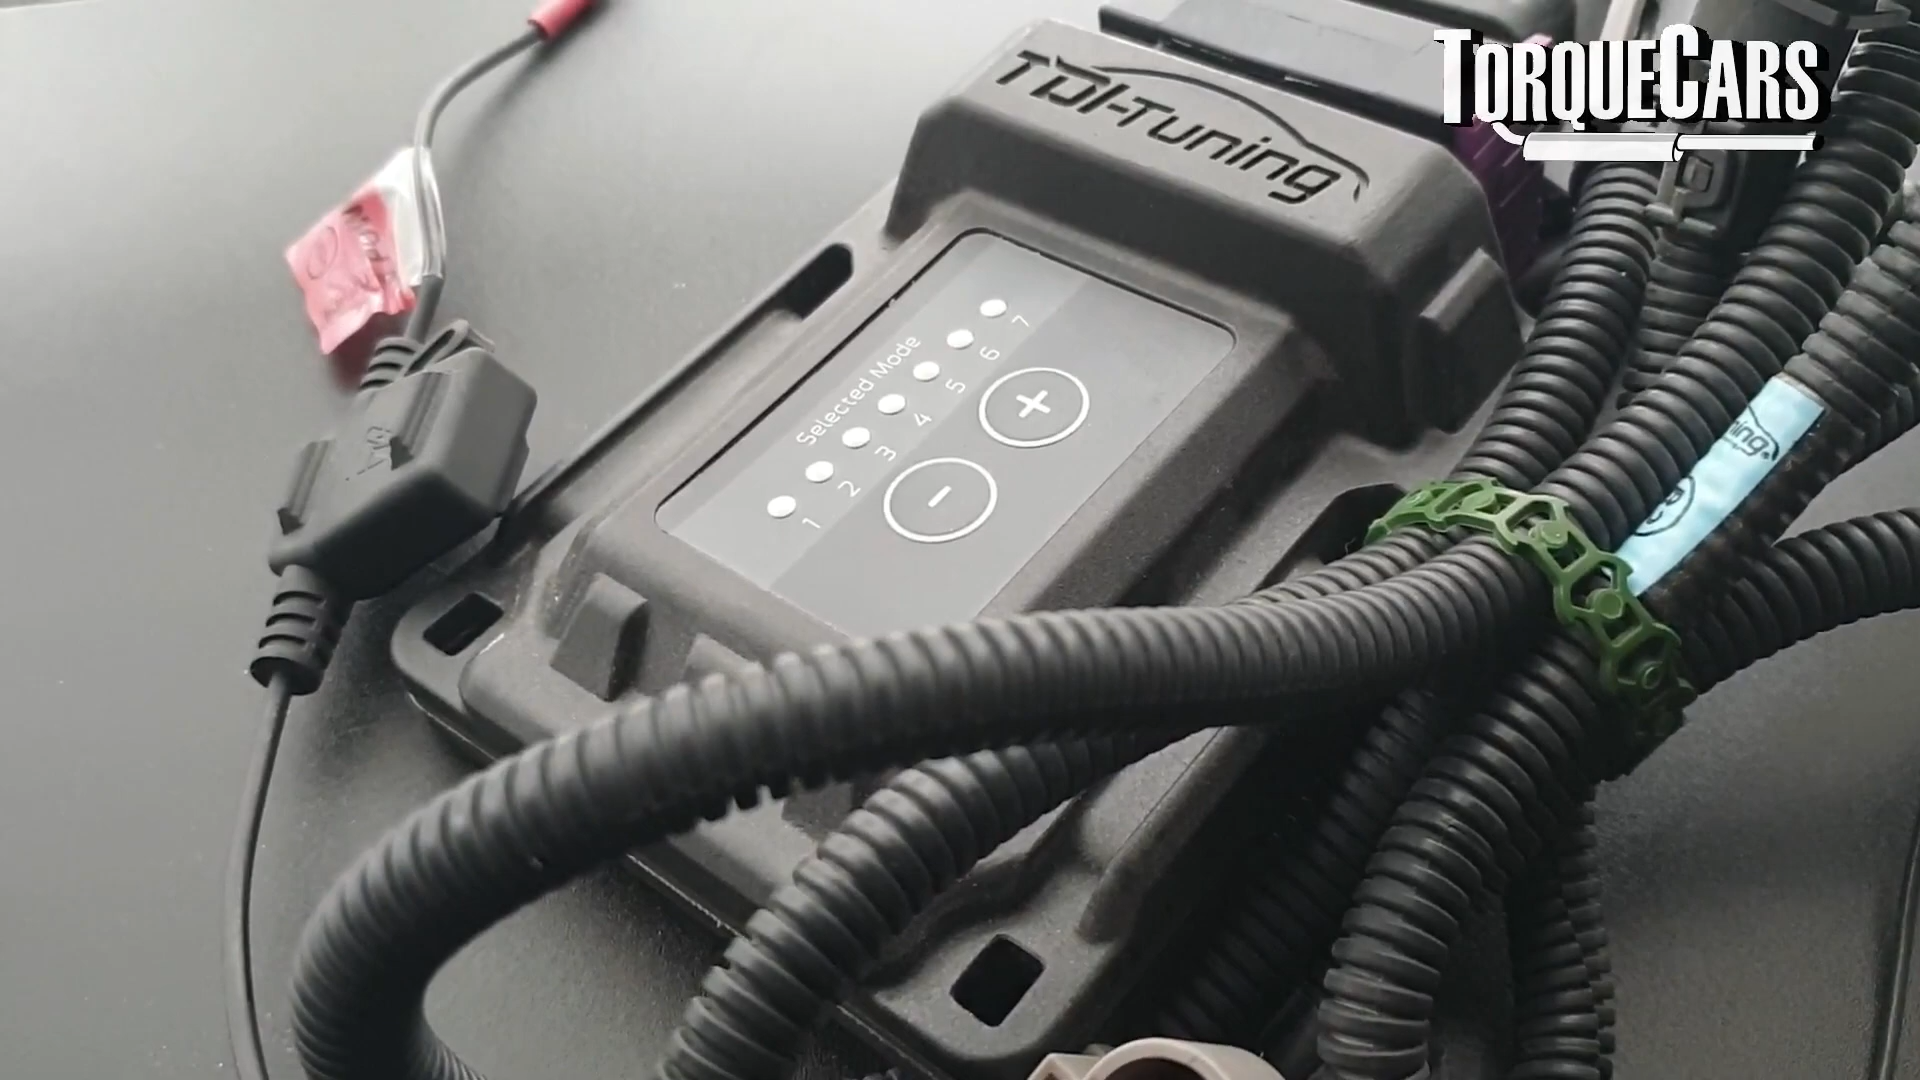 TORQUECARS
TDI-Tuning
Selected Mode
1 2 3 4 5 6 7
+
-